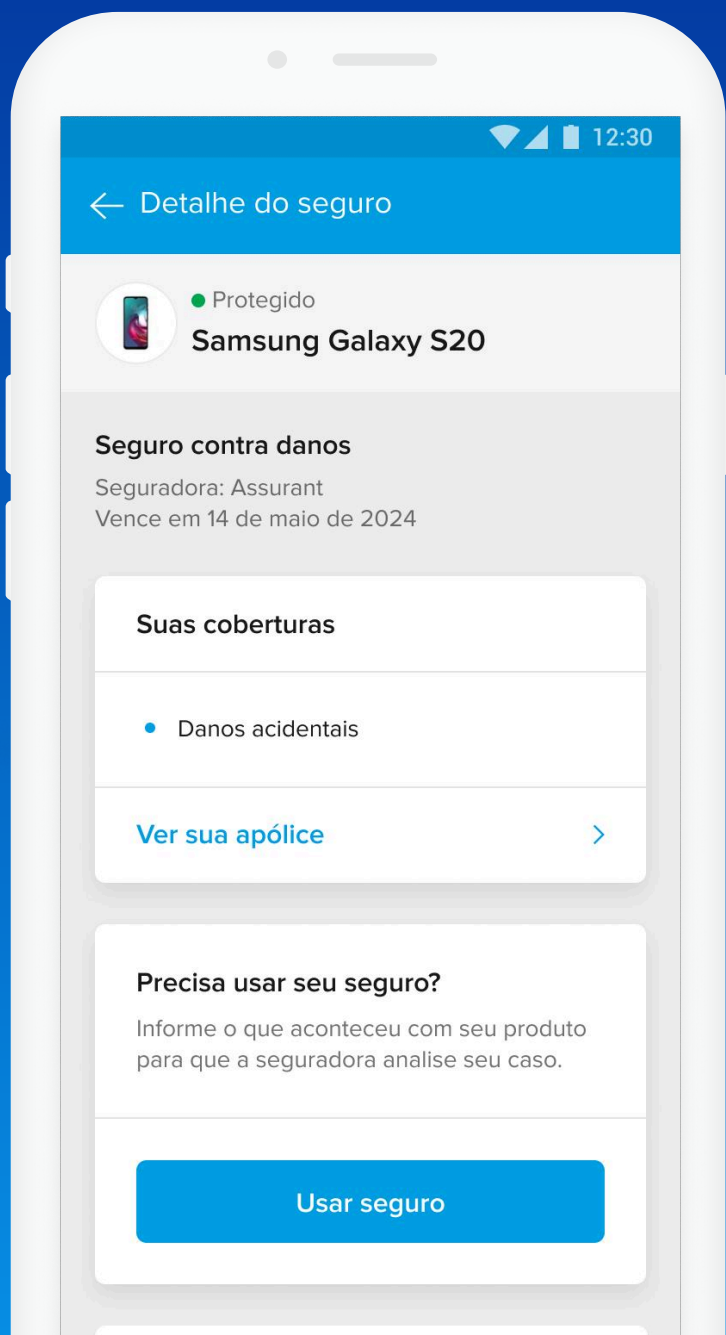 12:30
Detalhe do seguro
Protegido
Samsung Galaxy S20
Seguro contra danos
Seguradora: Assurant
Vence em 14 de maio de 2024
Suas coberturas
Danos acidentais
Ver sua apólice
Precisa usar seu seguro?
Informe o que aconteceu com seu produto
para que a seguradora analise seu caso.
Usar seguro